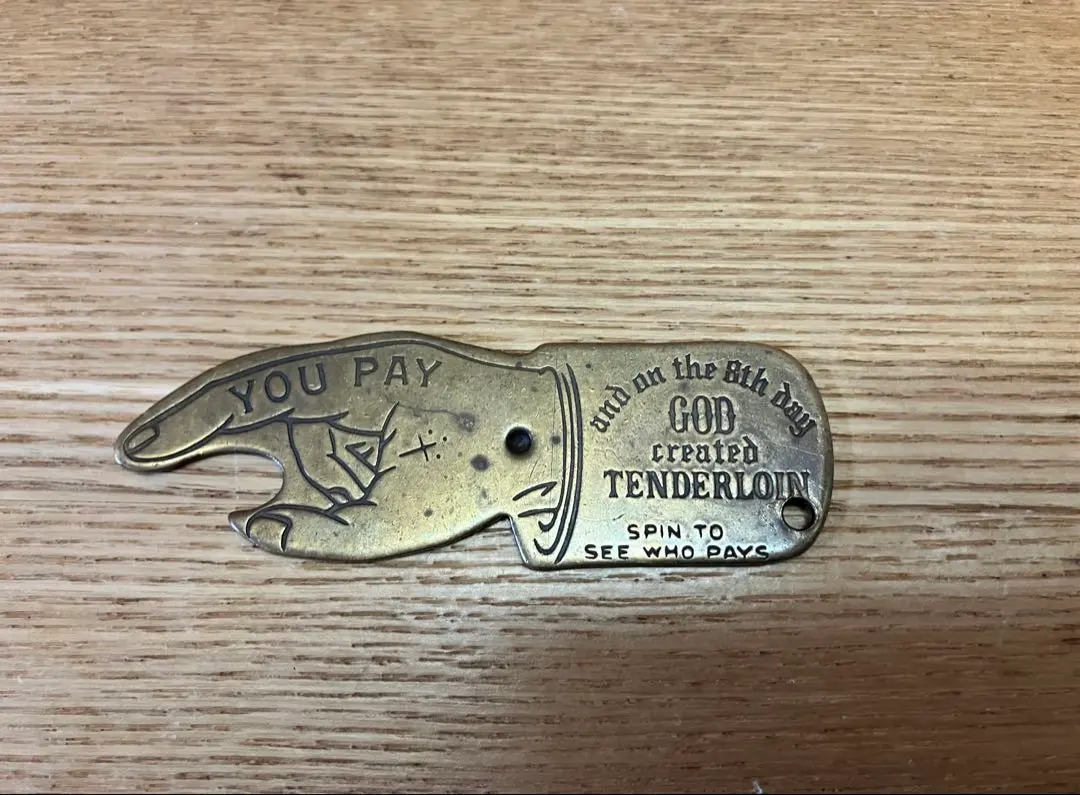 YOU PAY
and on the 8th day
GOD
created
TENDERLOIN
SPIN TO
SEE WHO PAYS